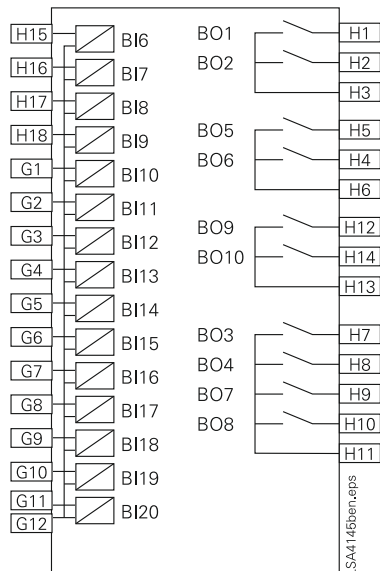 H15 BI6 BO1 H1
H16 BI7 BO2 H2
H3
H17 BI8
H18 BI9 BO5 H5
G1 BI10 BO6 H4
G2 BI11 H6
G3 BI12 BO9 H12
G4 BI13 BO10 H14
G5 BI14 H13
G6 BI15 BO3 H7
G7 BI16 BO4 H8
G8 BI17 BO7 H9
G9 BI18 BO8 H10
G10 BI19 H11
G11
G12 BI20
LSA4145ben.eps